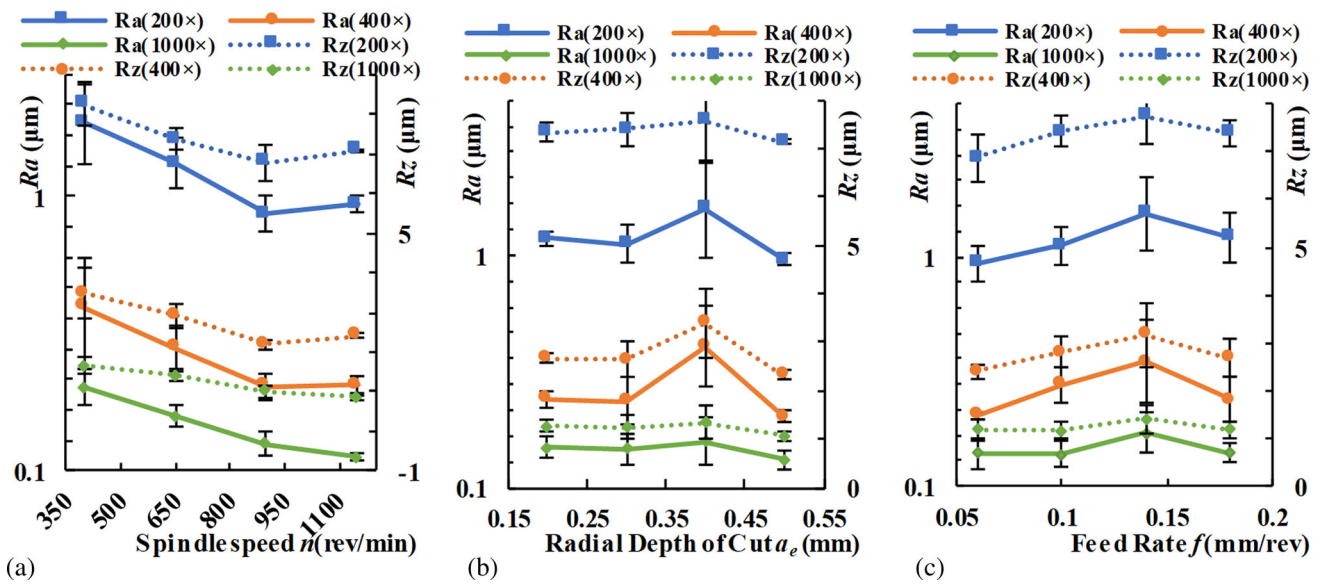 Ra(200×) Ra(400×)
Ra(1000×) Rz(200×)
Rz(400×) Rz(1000×)
Ra (μm)
1
0.1
Rz (μm)
5
-1
350 500 650 800 950 1100
Spindle speed n(rev/min)
(a)
Ra(200×) Ra(400×)
Ra(1000×) Rz(200×)
Rz(400×) Rz(1000×)
Ra (μm)
1
0.1
Rz (μm)
5
0
0.15 0.25 0.35 0.45 0.55
Radial Depth of Cut ae (mm)
(b)
Ra(200×) Ra(400×)
Ra(1000×) Rz(200×)
Rz(400×) Rz(1000×)
Ra (μm)
1
0.1
Rz (μm)
5
0
0.05 0.1 0.15 0.2
Feed Rate f(mm/rev)
(c)